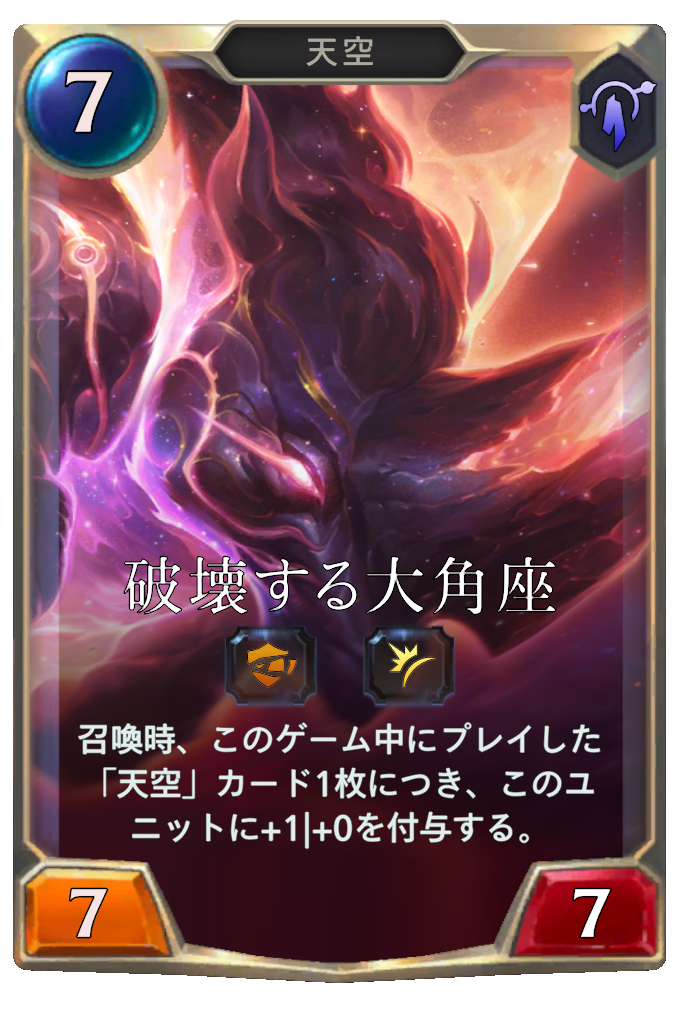 天空
7
破壊する大角座
召喚時、このゲーム中にプレイした
「天空」カード1枚につき、このユ
ニットに+1|+0を付与する。
7 7